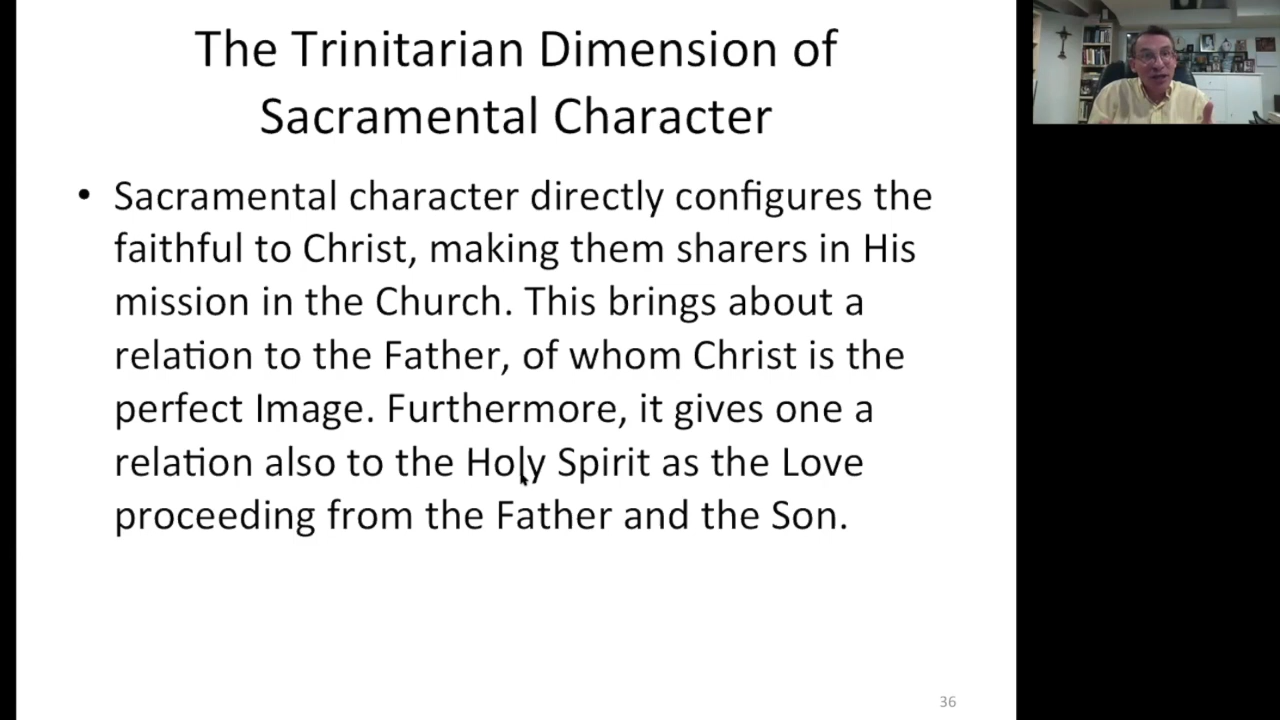 The Trinitarian Dimension of
Sacramental Character
• Sacramental character directly configures the
faithful to Christ, making them sharers in His
mission in the Church. This brings about a
relation to the Father, of whom Christ is the
perfect Image. Furthermore, it gives one a
relation also to the Holy Spirit as the Love
proceeding from the Father and the Son.
36